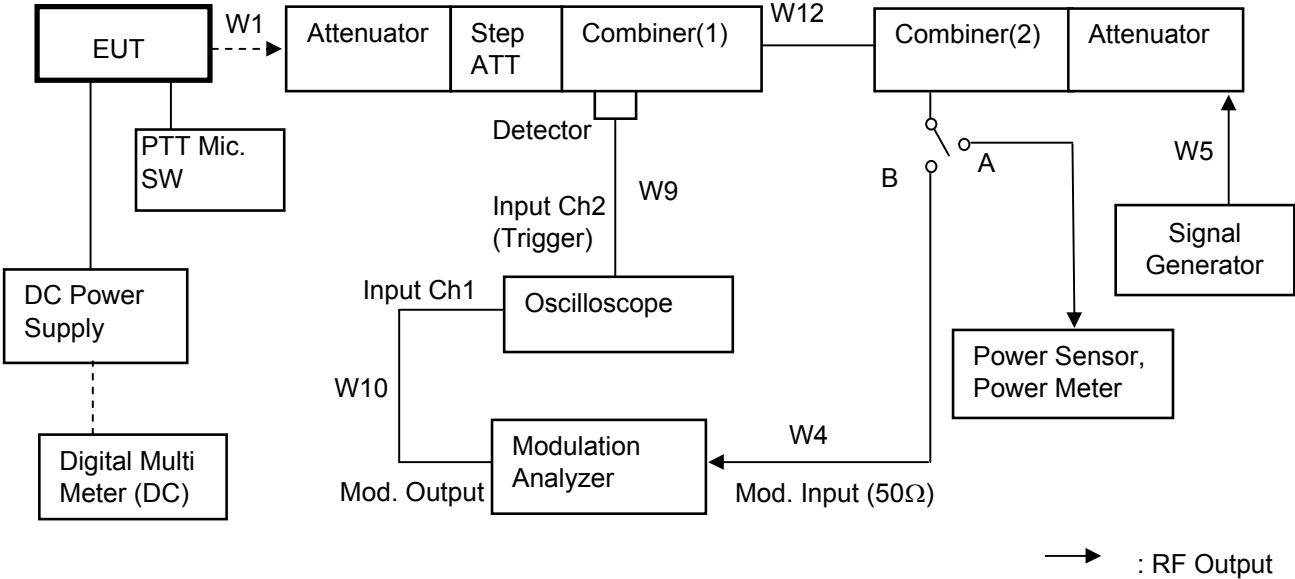 EUT
W1
Attenuator
Step
ATT
Combiner(1)
W12
Combiner(2)
Attenuator
PTT Mic.
SW
Detector
W9
Input Ch2
(Trigger)
B
A
W5
Signal
Generator
DC Power
Supply
Input Ch1
Oscilloscope
Power Sensor,
Power Meter
W10
Digital Multi
Meter (DC)
Modulation
Analyzer
W4
Mod. Output
Mod. Input (50Ω)
: RF Output